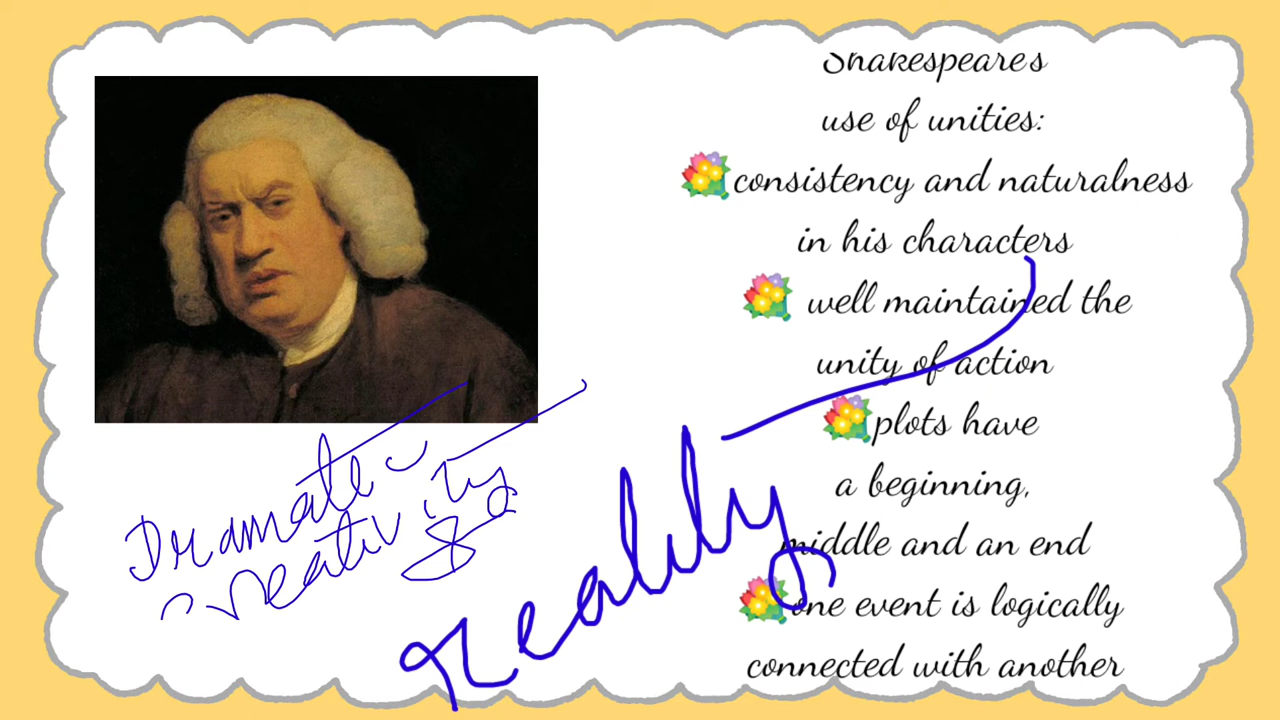 Shakespeare's
use of unities:
consistency and naturalness
in his characters
well maintained the
unity of action
plots have
a beginning,
middle and an end
one event is logically
connected with another
Dramatic
creativity
&
Reality